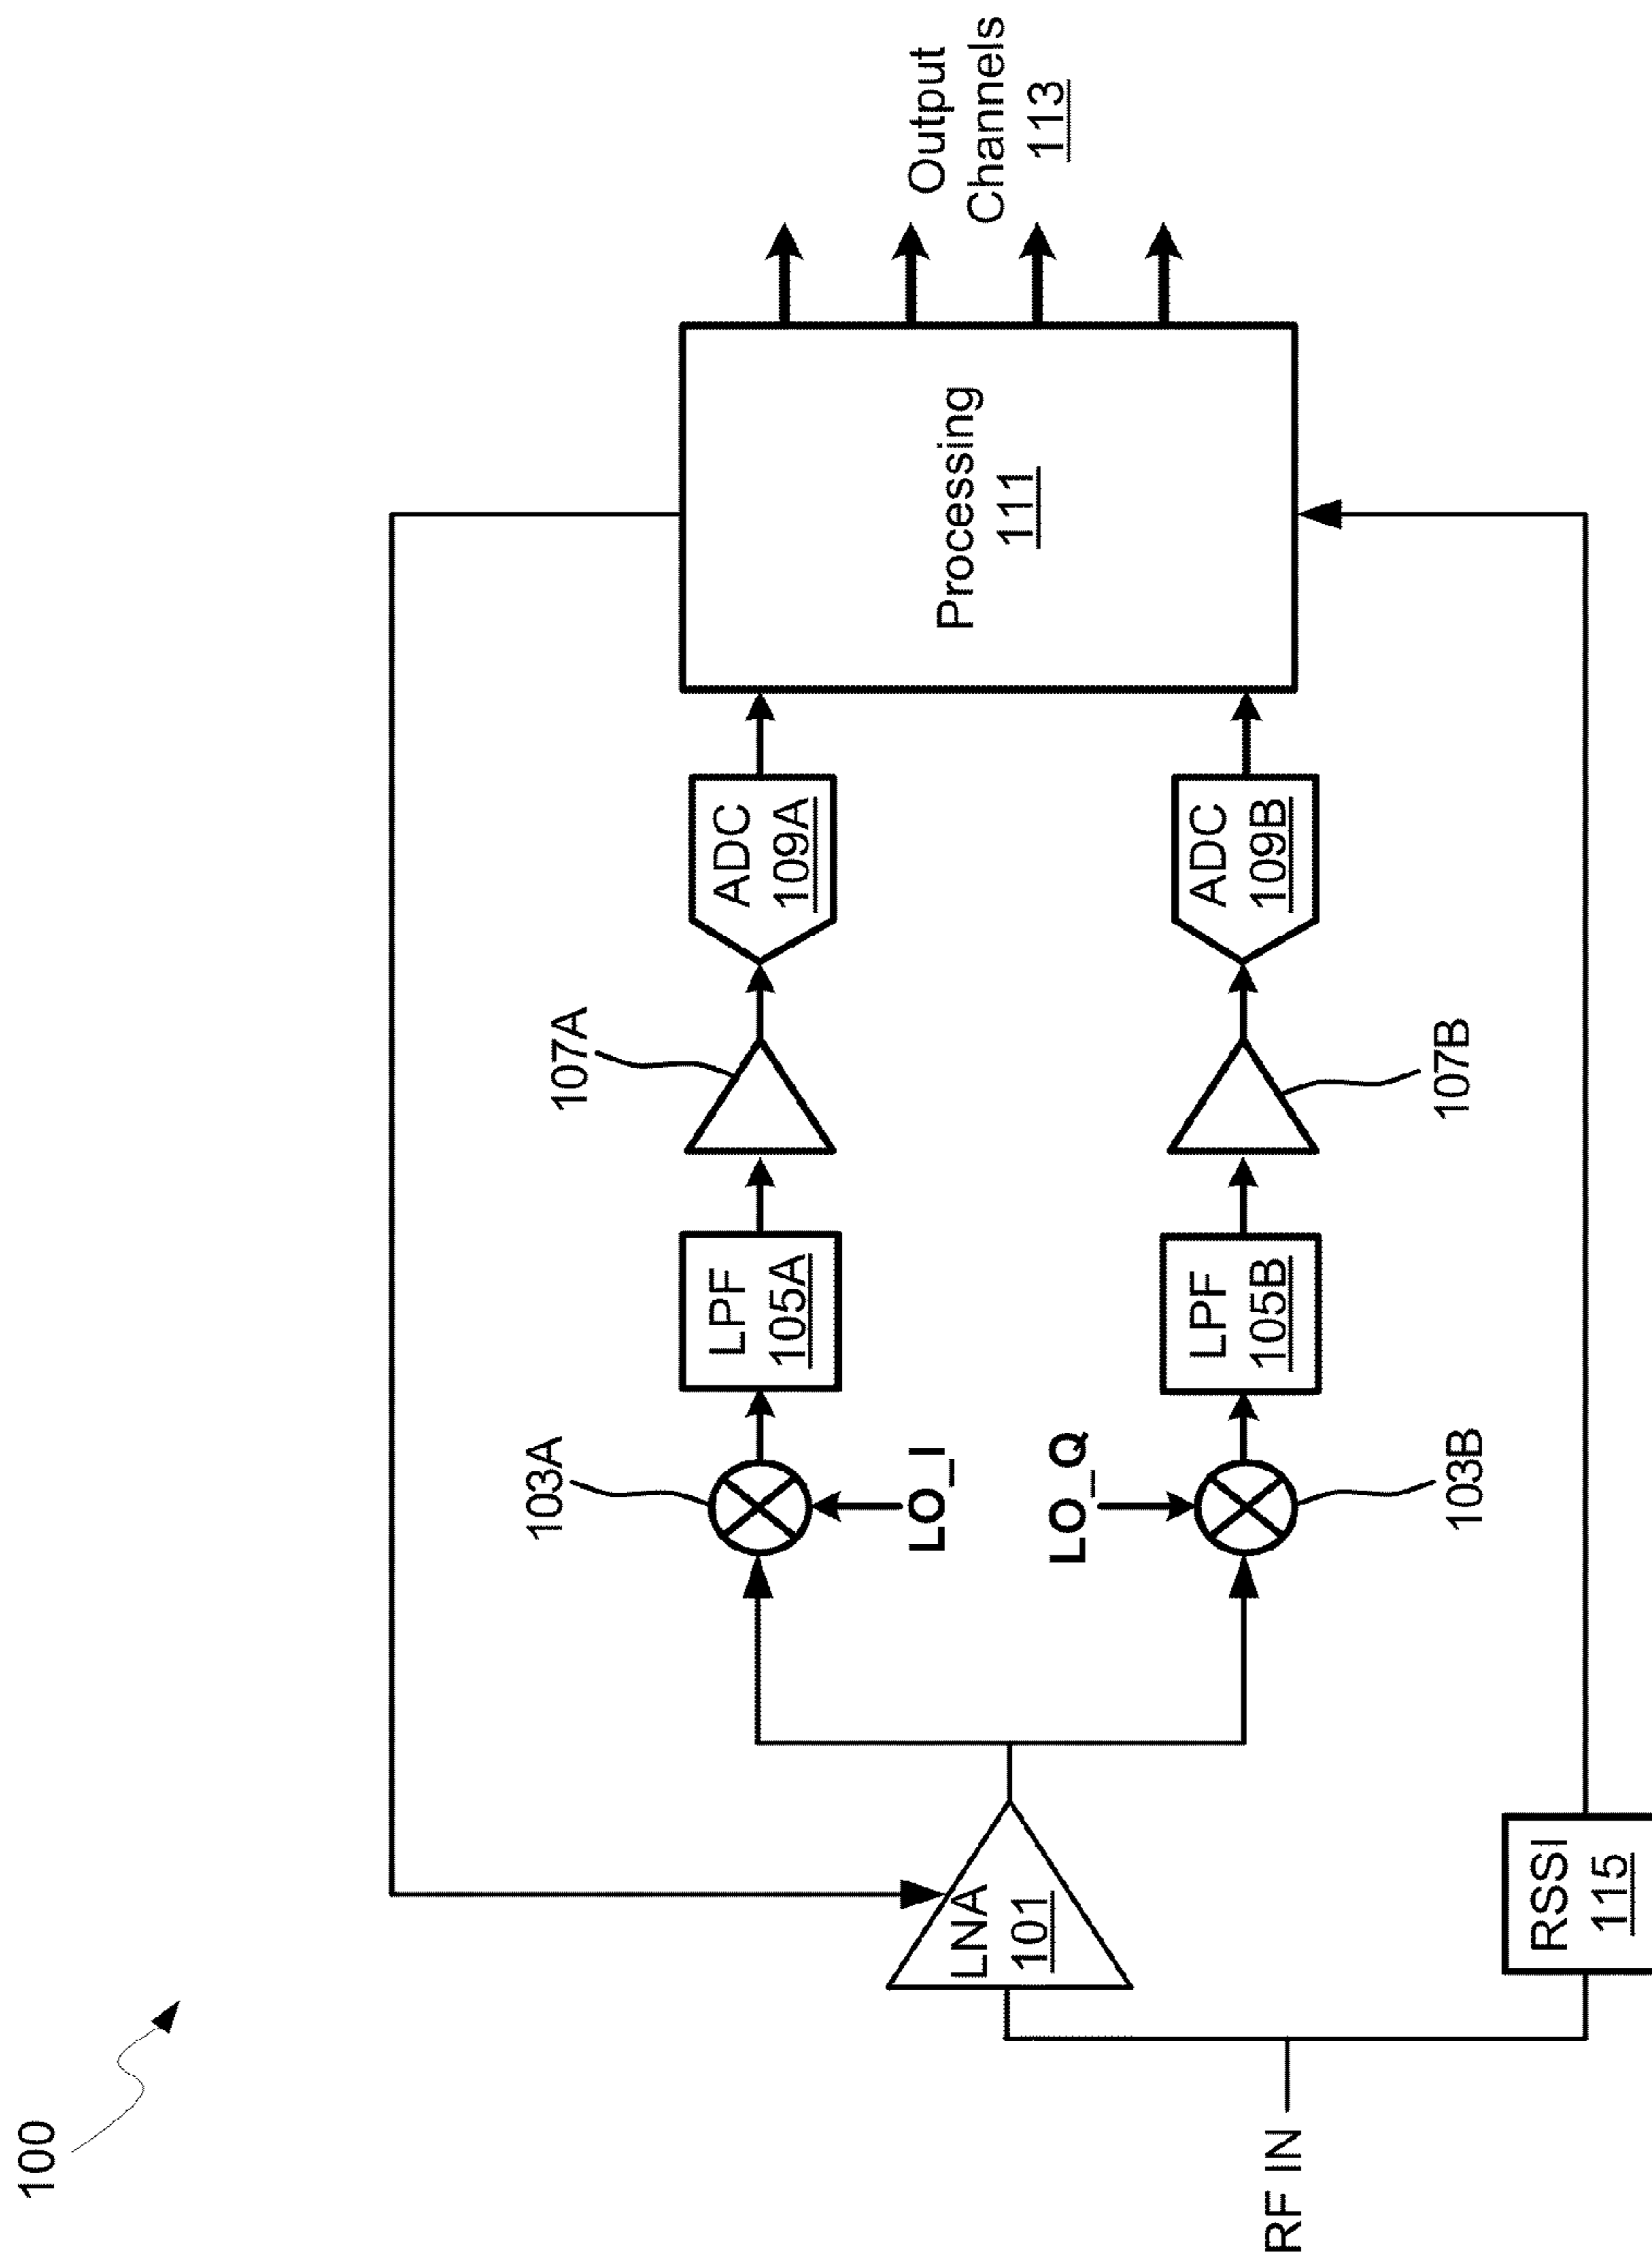 100
107A
103A
LPF
105A
ADC
109A
LO_I
LNA
101
Processing
111
Output
Channels
113
LO_Q
LPF
105B
ADC
109B
RF IN
103B
107B
RSSI
115